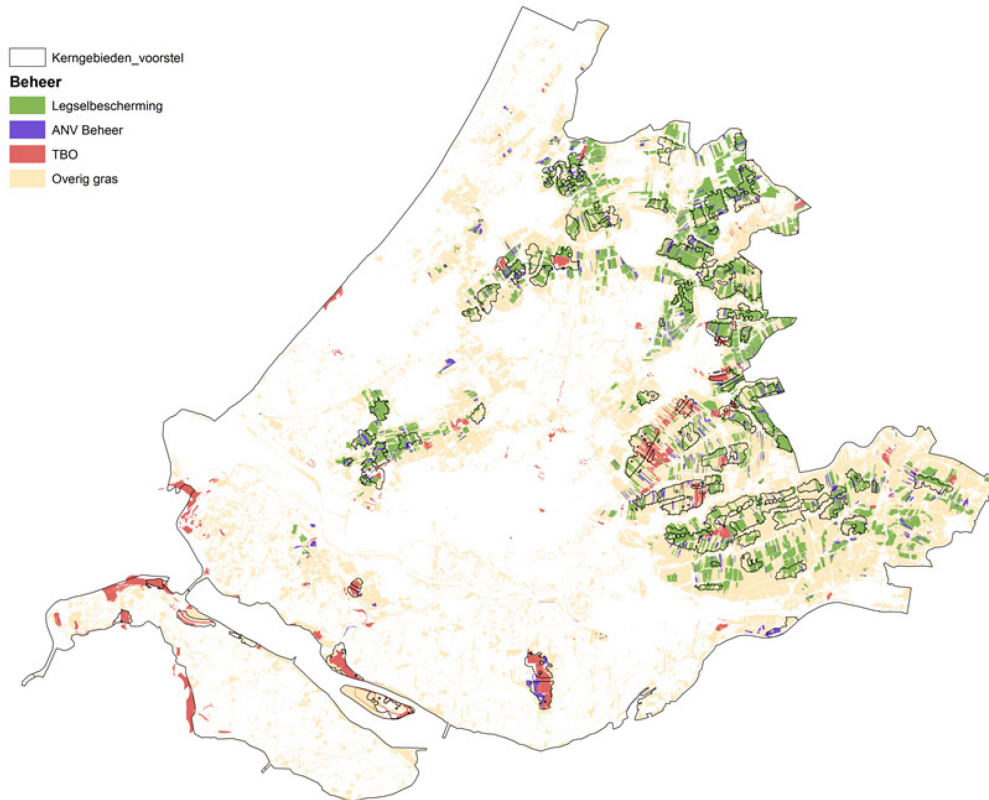 Kerngebieden_voorstel
Beheer
Legselbescherming
ANV Beheer
TBO
Overig gras